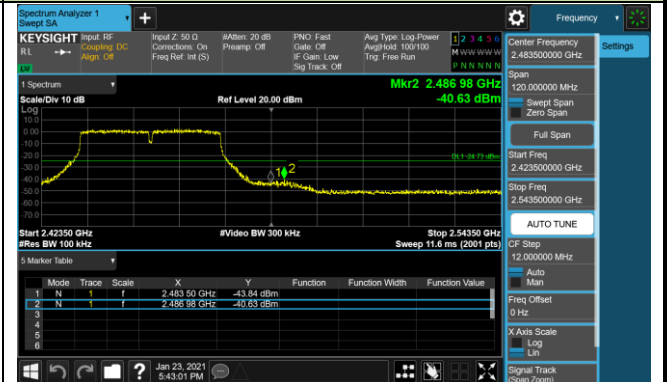 Spectrum Analyzer 1
Swept SA
Frequency
KEYSIGHT
RL
Input: RF
Coupling: DC
Align: Off
Input Z: 50 Ω
Corrections: On
Freq Ref: Int (S)
#Atten: 20 dB
Preamp: Off
PNO: Fast
Gate: Off
IF Gain: Low
Sig Track: Off
Avg Type: Log-Power
Avg|Hold: 100/100
Trig: Free Run
1 2 3 4 5 6
M W W W W W
P N N N N N
1 Spectrum
Mkr2 2.486 98 GHz
Scale/Div 10 dB
Ref Level 20.00 dBm
-40.63 dBm
Log
10.0
0.00
-10.0
-20.0
-30.0
-40.0
-50.0
-60.0
-70.0
DL1 -24.73 dBm
1
2
Start 2.42350 GHz
#Video BW 300 kHz
Stop 2.54350 GHz
#Res BW 100 kHz
Sweep 11.6 ms (2001 pts)
5 Marker Table
Mode Trace Scale X Y Function Function Width Function Value
1 N 1 f 2.483 50 GHz -43.84 dBm
2 N 1 f 2.486 98 GHz -40.63 dBm
3
4
5
6
Jan 23, 2021
5:43:01 PM
Center Frequency
2.483500000 GHz
Settings
Span
120.000000 MHz
Swept Span
Zero Span
Full Span
Start Freq
2.423500000 GHz
Stop Freq
2.543500000 GHz
AUTO TUNE
CF Step
12.000000 MHz
Auto
Man
Freq Offset
0 Hz
X Axis Scale
Log
Lin
Signal Track
(Span Zoom)